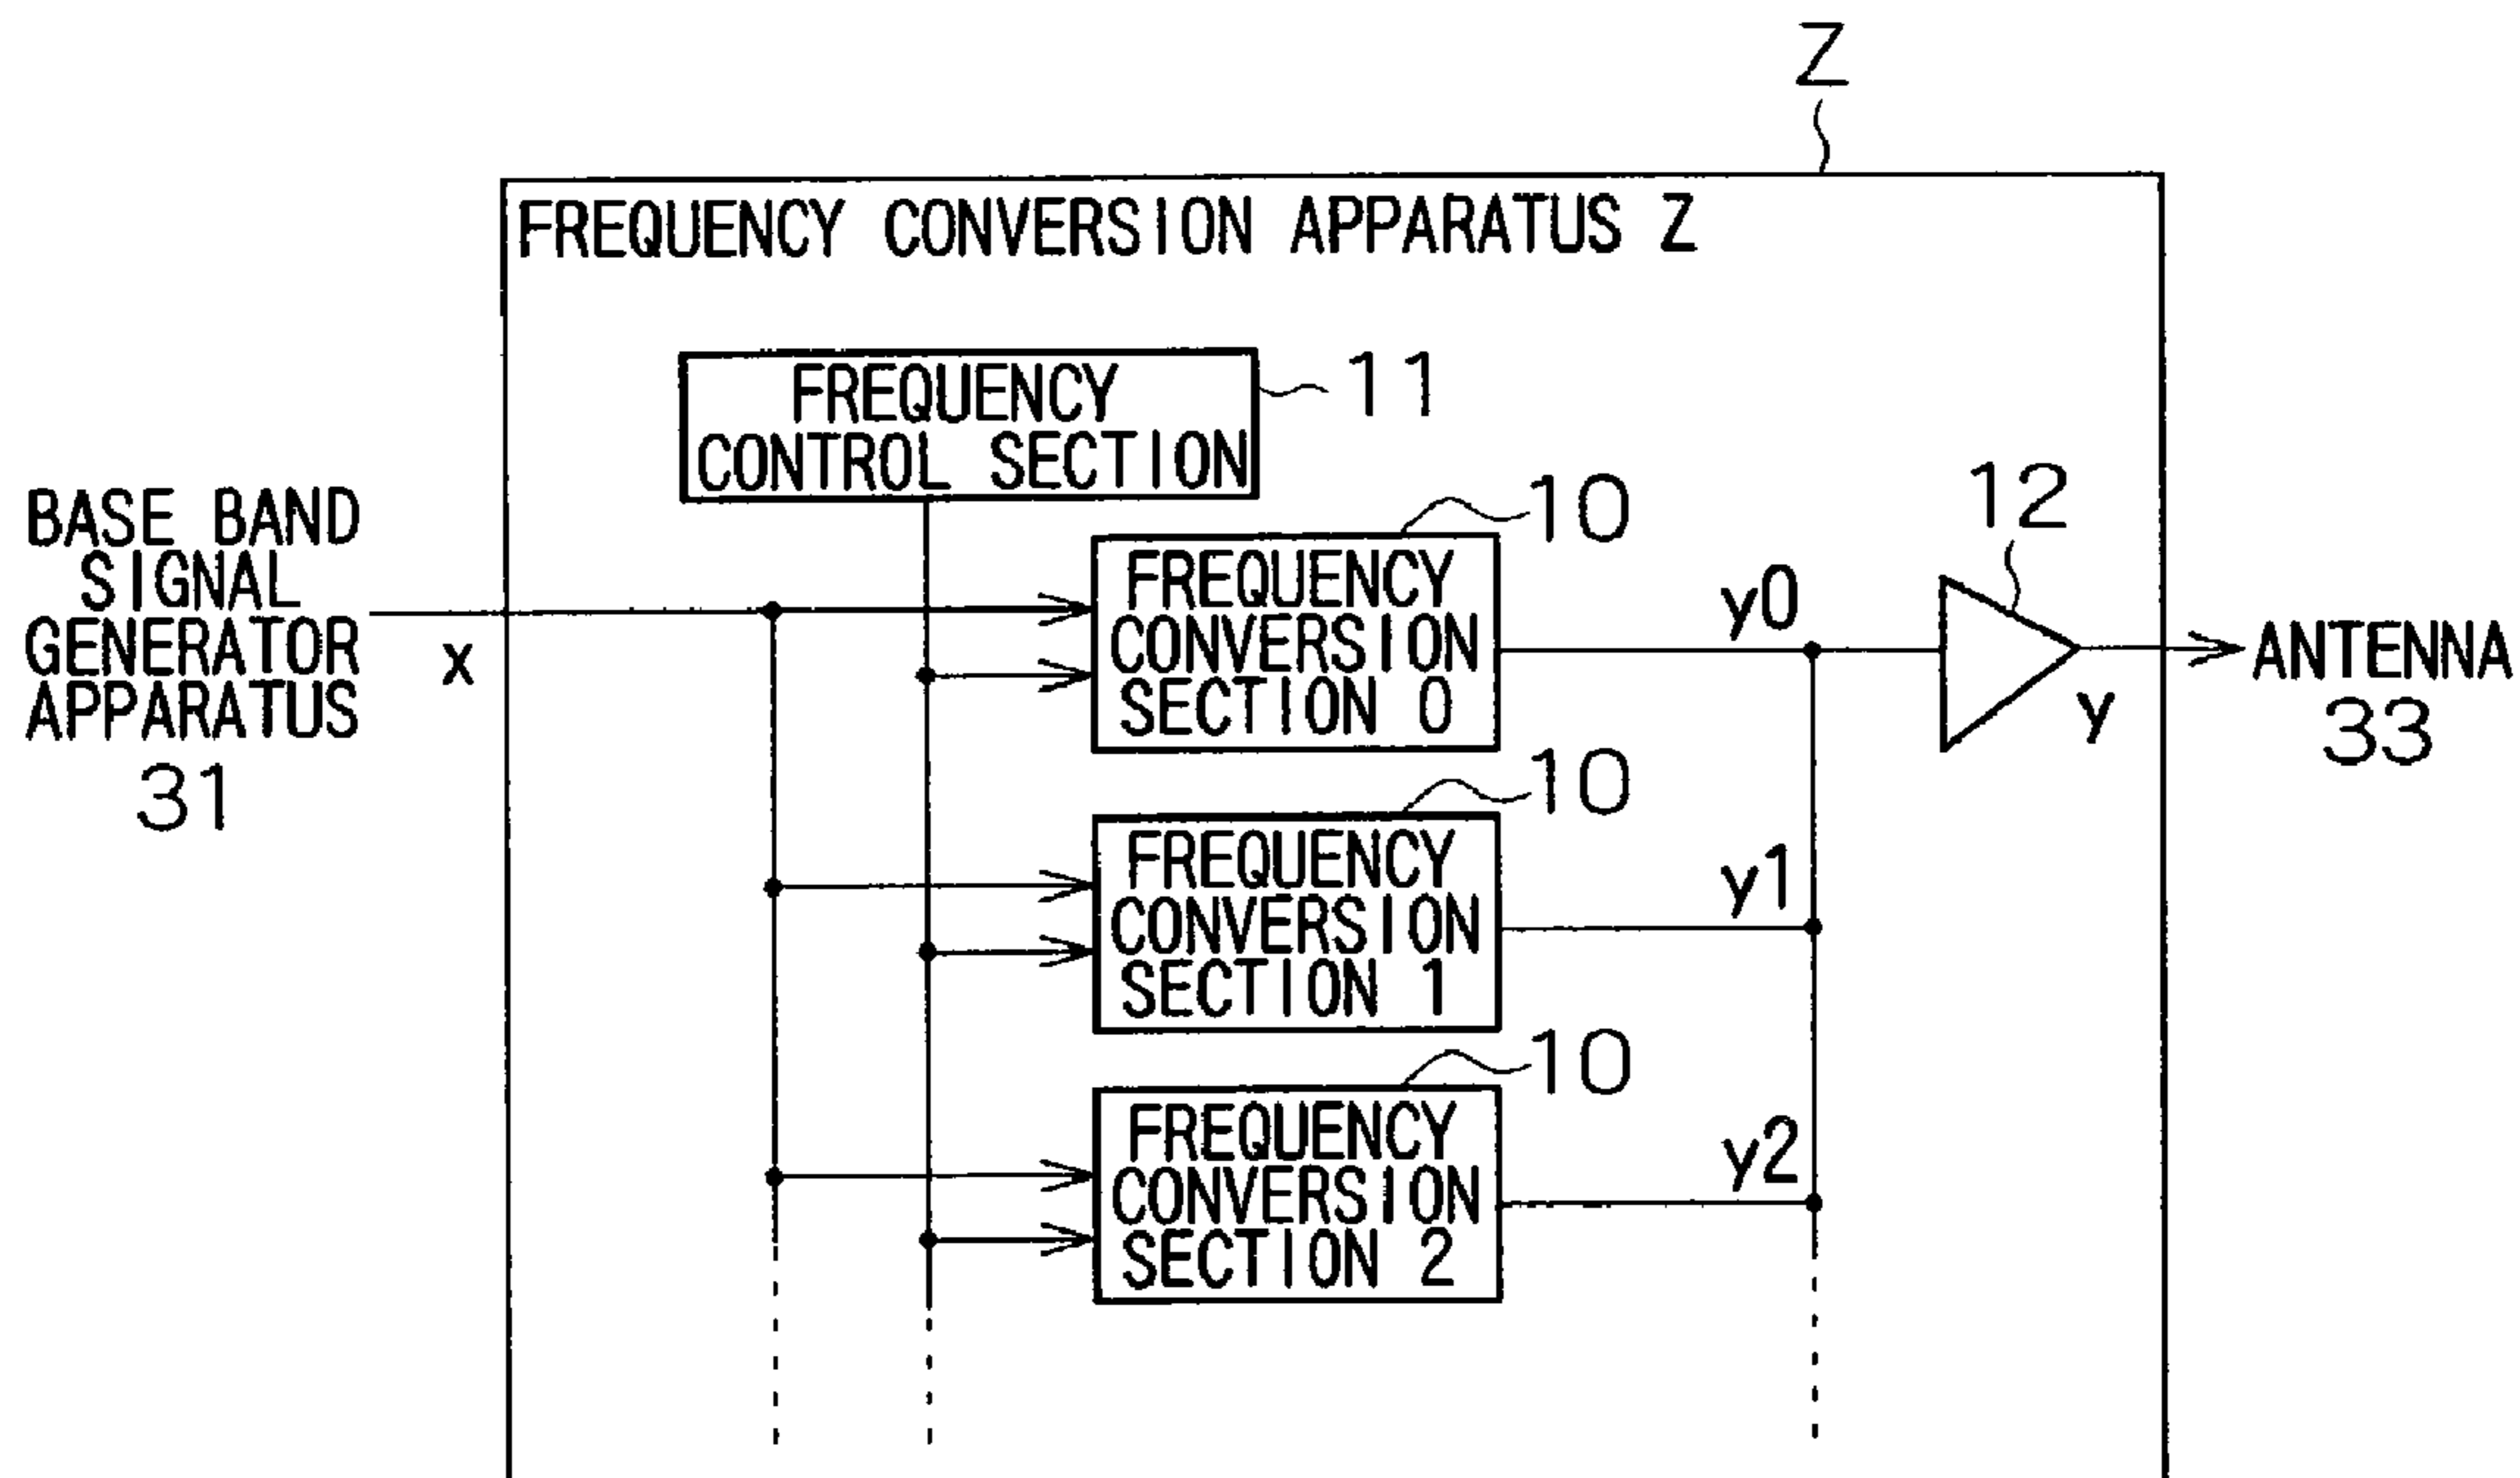 Z
FREQUENCY CONVERSION APPARATUS Z
FREQUENCY
CONTROL SECTION
11
BASE BAND
SIGNAL
GENERATOR
APPARATUS
31
x
10
FREQUENCY
CONVERSION
SECTION 0
y0
12
y
ANTENNA
33
10
FREQUENCY
CONVERSION
SECTION 1
y1
10
FREQUENCY
CONVERSION
SECTION 2
y2